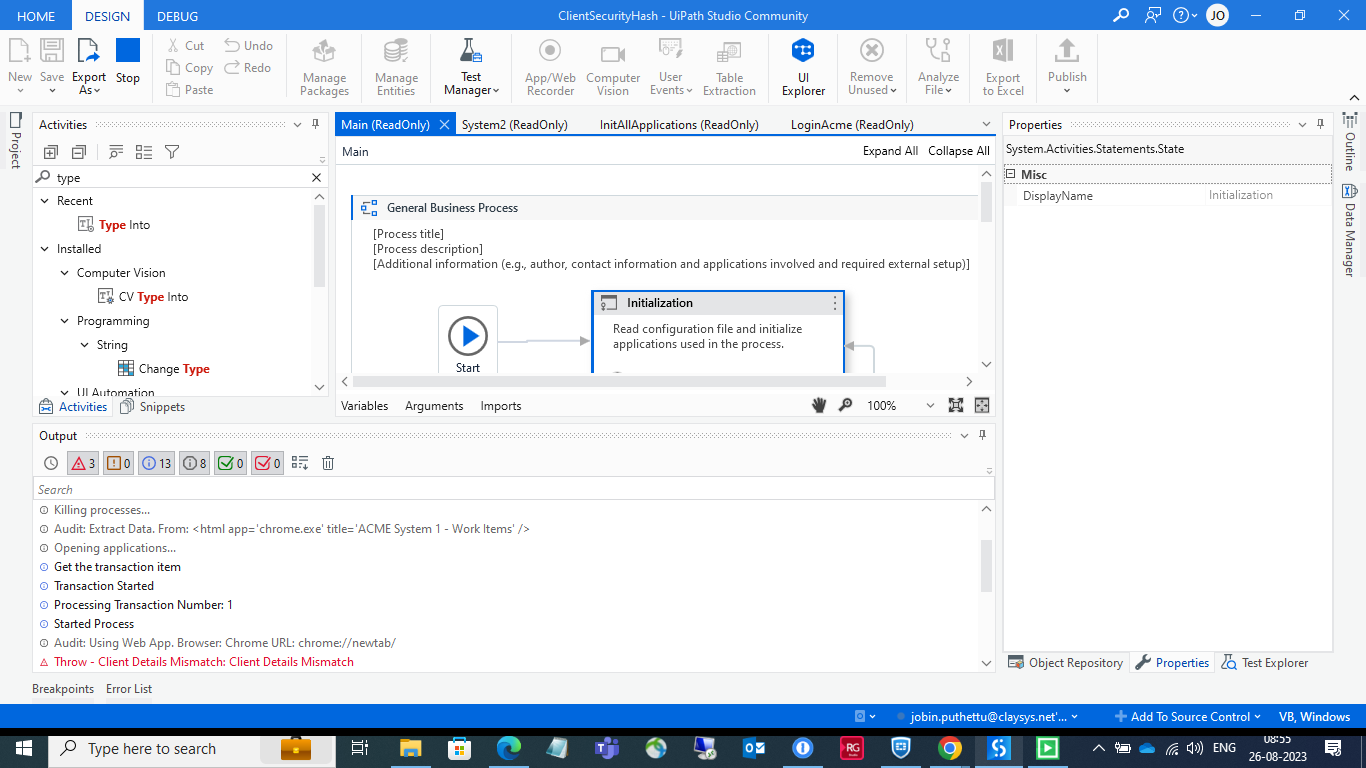 HOME
DESIGN
DEBUG
ClientSecurityHash - UiPath Studio Community
JO
New
Save
Export As
Stop
Cut
Copy
Paste
Undo
Redo
Manage Packages
Manage Entities
Test Manager
App/Web Recorder
Computer Vision
User Events
Table Extraction
UI Explorer
Remove Unused
Analyze File
Export to Excel
Publish
Project
Activities
type
Recent
Type Into
Installed
Computer Vision
CV Type Into
Programming
String
Change Type
UI Automation
Activities
Snippets
Main (ReadOnly)
System2 (ReadOnly)
InitAllApplications (ReadOnly)
LoginAcme (ReadOnly)
Main
Expand All
Collapse All
General Business Process
[Process title]
[Process description]
[Additional information (e.g., author, contact information and applications involved and required external setup)]
Start
Initialization
Read configuration file and initialize
applications used in the process.
Variables
Arguments
Imports
100%
Properties
System.Activities.Statements.State
Misc
DisplayName
Initialization
Outline
Data Manager
Object Repository
Properties
Test Explorer
Output
3
0
13
8
0
0
Search
Killing processes...
Audit: Extract Data. From: <html app='chrome.exe' title='ACME System 1 - Work Items' />
Opening applications...
Get the transaction item
Transaction Started
Processing Transaction Number: 1
Started Process
Audit: Using Web App. Browser: Chrome URL: chrome://newtab/
Throw - Client Details Mismatch: Client Details Mismatch
Breakpoints
Error List
jobin.puthettu@claysys.net'...
Add To Source Control
VB, Windows
Type here to search
RG
ENG
08:55
26-08-2023